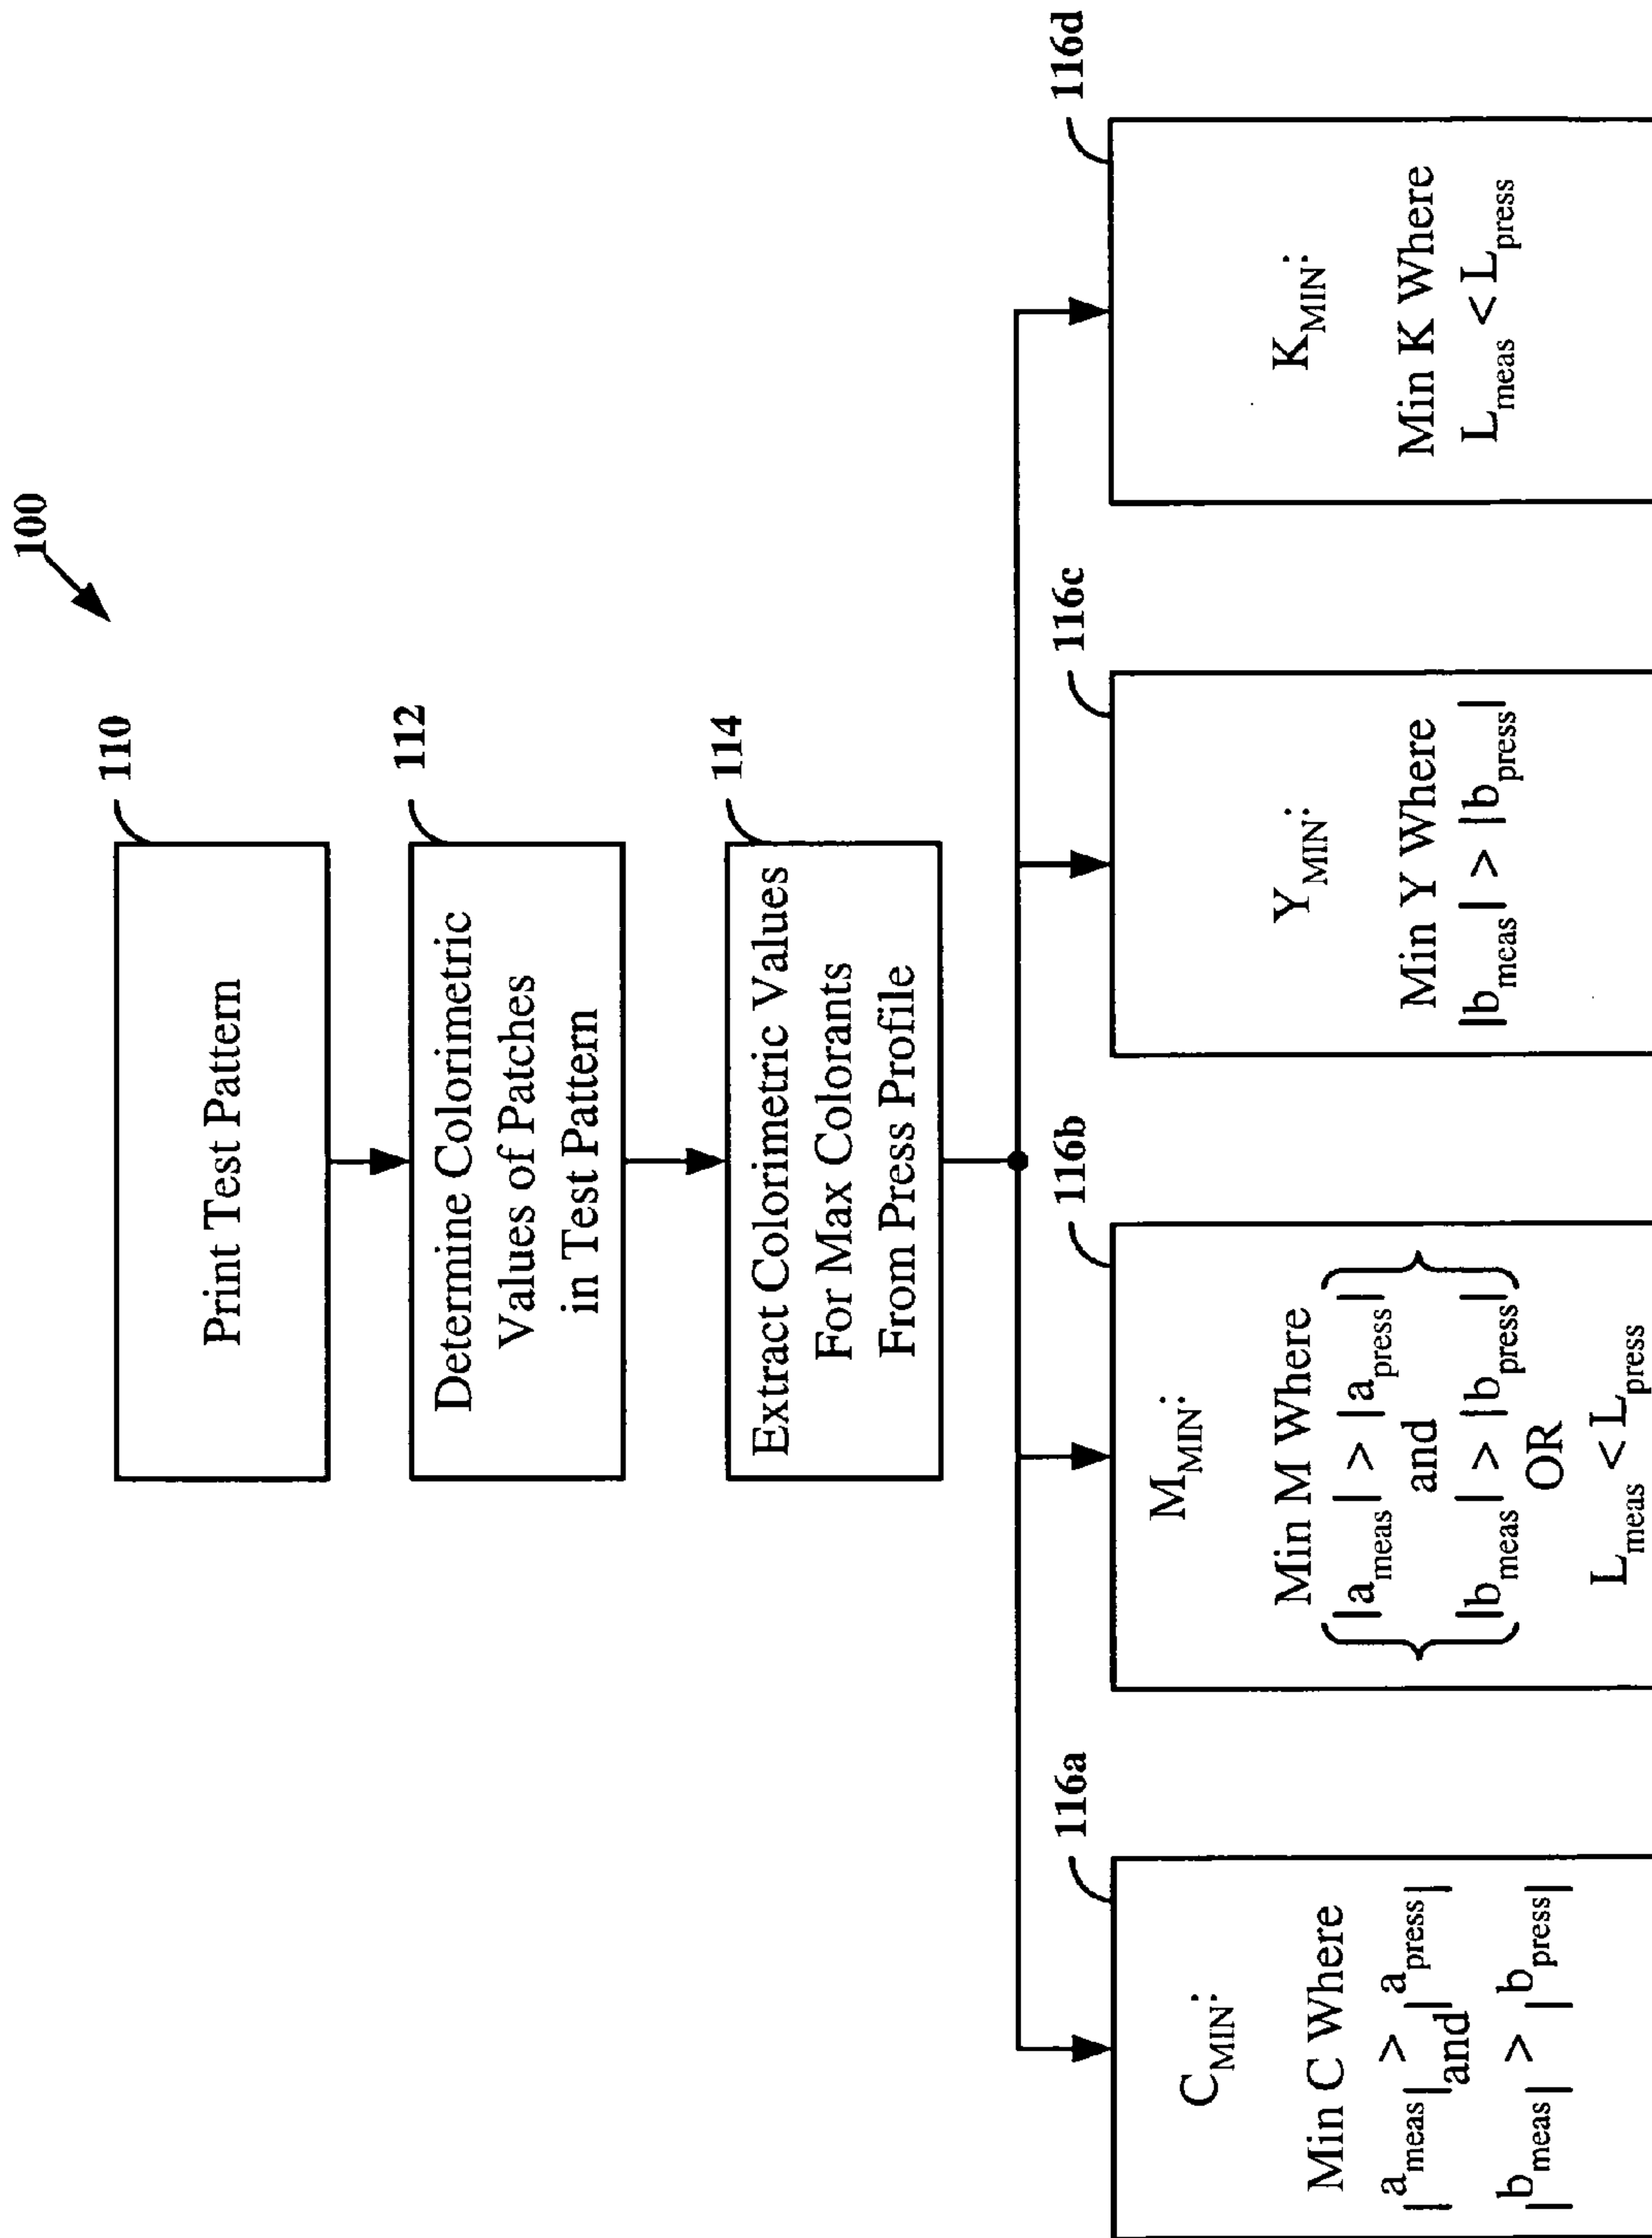 100
110
Print Test Pattern
112
Determine Colorimetric
Values of Patches
in Test Pattern
114
Extract Colorimetric Values
For Max Colorants
From Press Profile
116a
C_MIN:
Min C Where
|a_meas| > |a_press|
and
|b_meas| > |b_press|
116b
M_MIN:
Min M Where
{|a_meas| > |a_press|
and
|b_meas| > |b_press|}
OR
L_meas < L_press
116c
Y_MIN:
Min Y Where
|b_meas| > |b_press|
116d
K_MIN:
Min K Where
L_meas < L_press